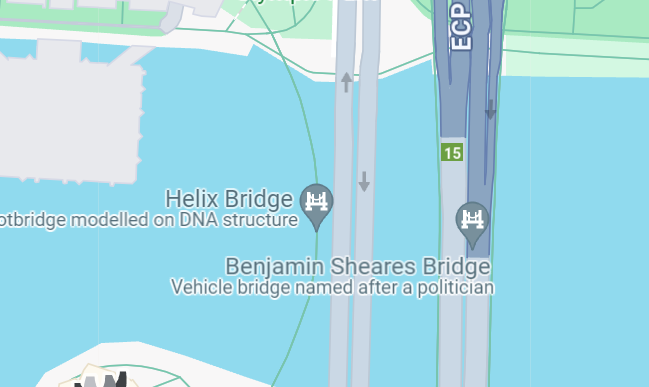 ECP
15
Helix Bridge
otbridge modelled on DNA structure
Benjamin Sheares Bridge
Vehicle bridge named after a politician